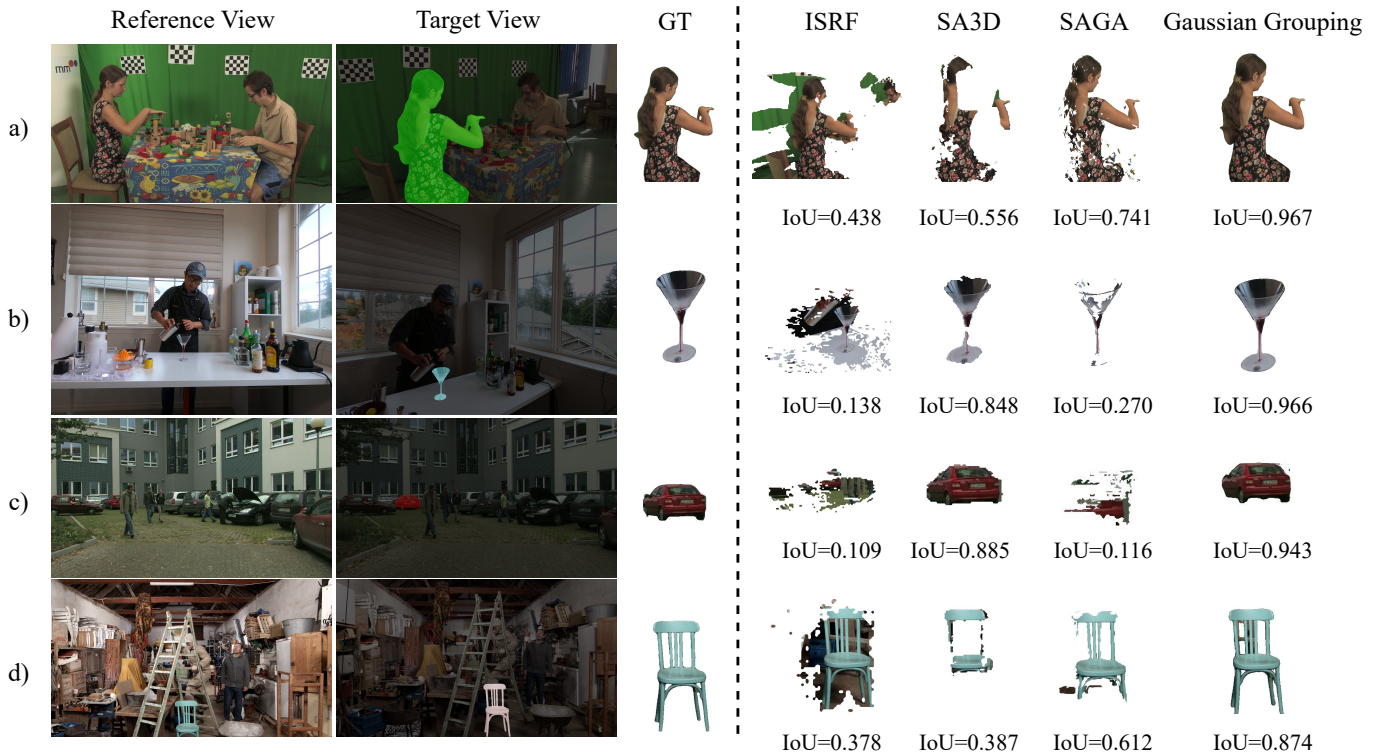 Reference View Target View GT ISRF SA3D SAGA Gaussian Grouping
mm
a)
IoU=0.438 IoU=0.556 IoU=0.741 IoU=0.967
b)
IoU=0.138 IoU=0.848 IoU=0.270 IoU=0.966
c)
IoU=0.109 IoU=0.885 IoU=0.116 IoU=0.943
d)
IoU=0.378 IoU=0.387 IoU=0.612 IoU=0.874